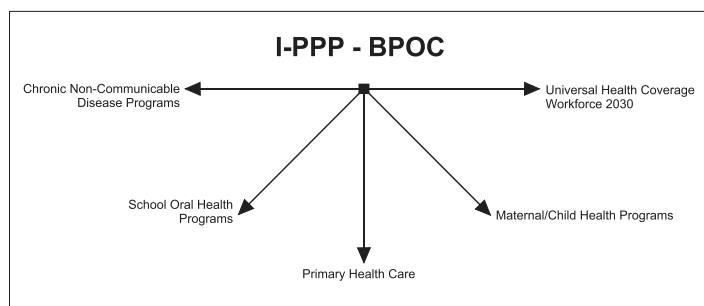 I-PPP - BPOC
Chronic Non-Communicable
Disease Programs
Universal Health Coverage
Workforce 2030
School Oral Health
Programs
Maternal/Child Health Programs
Primary Health Care